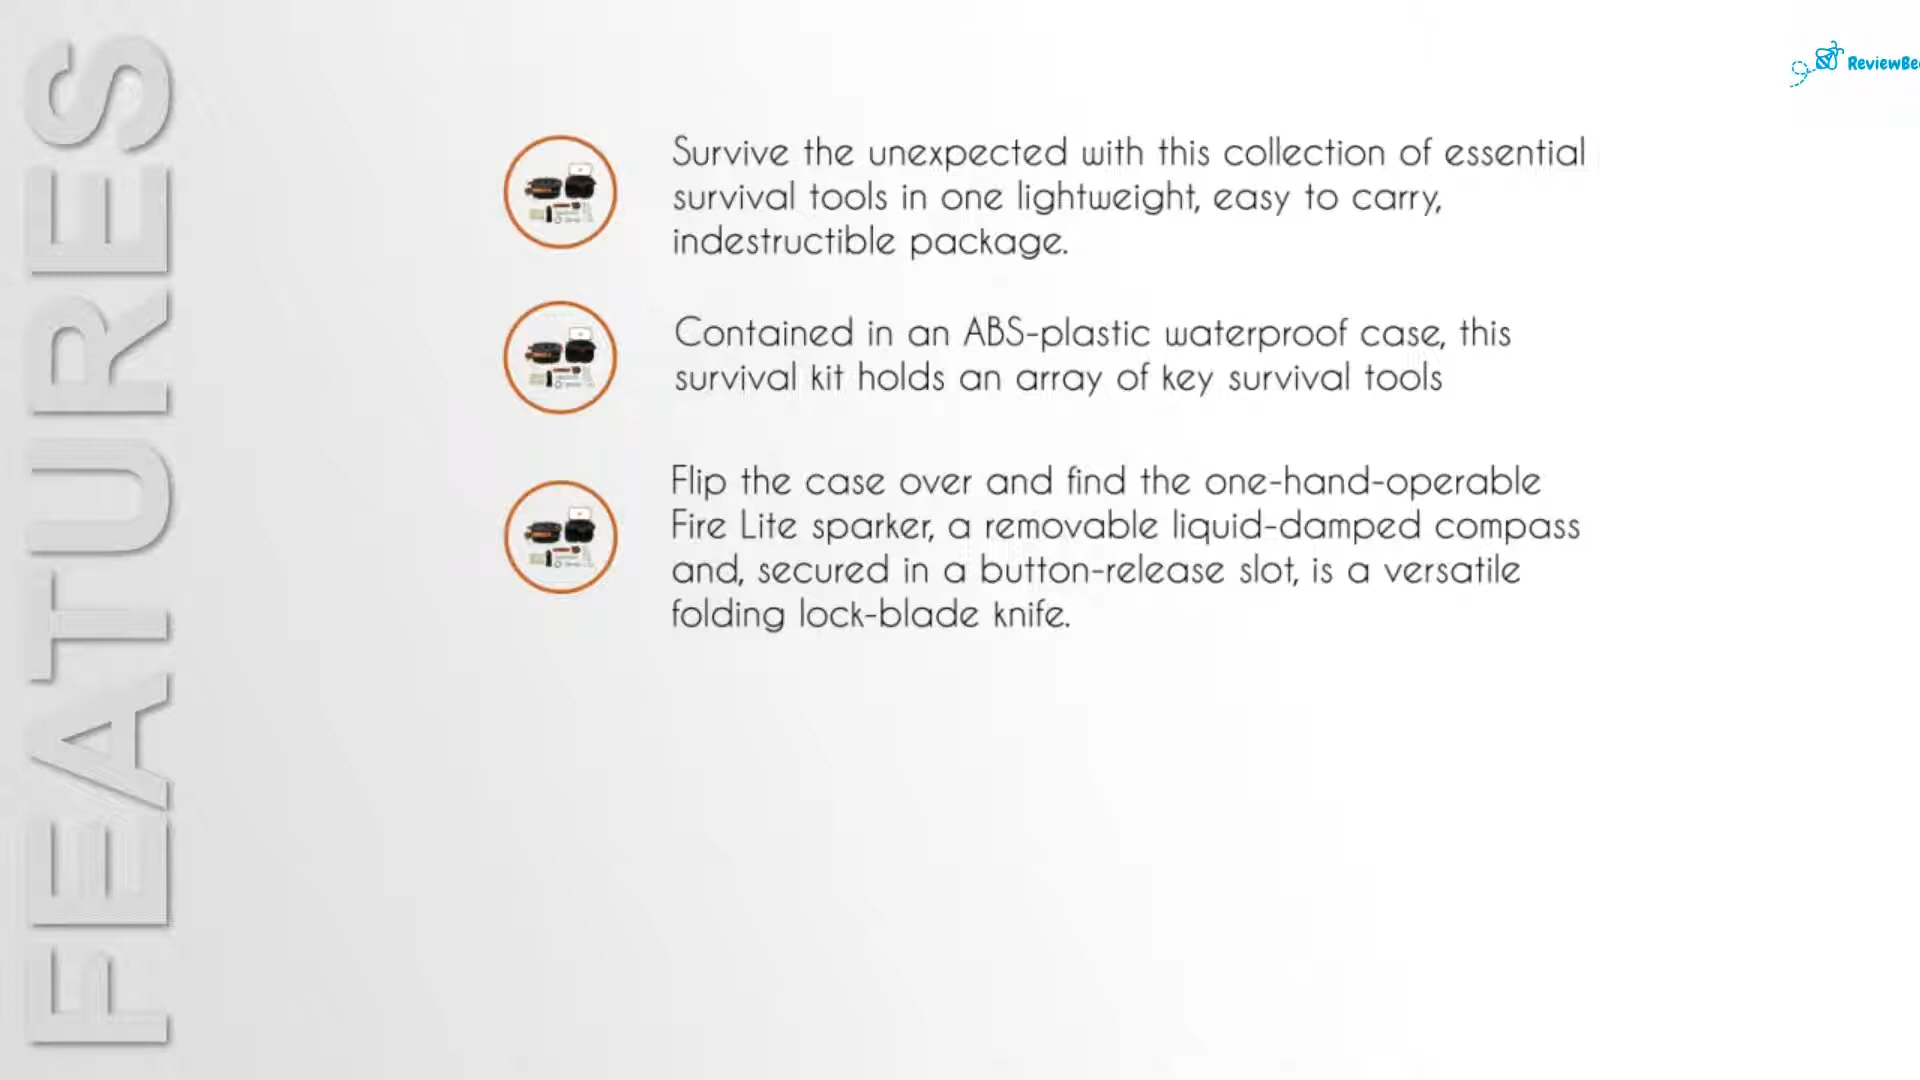 FEATURES
ReviewBee
Survive the unexpected with this collection of essential
survival tools in one lightweight, easy to carry,
indestructible package.
Contained in an ABS-plastic waterproof case, this
survival kit holds an array of key survival tools
Flip the case over and find the one-hand-operable
Fire Lite sparker, a removable liquid-damped compass
and, secured in a button-release slot, is a versatile
folding lock-blade knife.